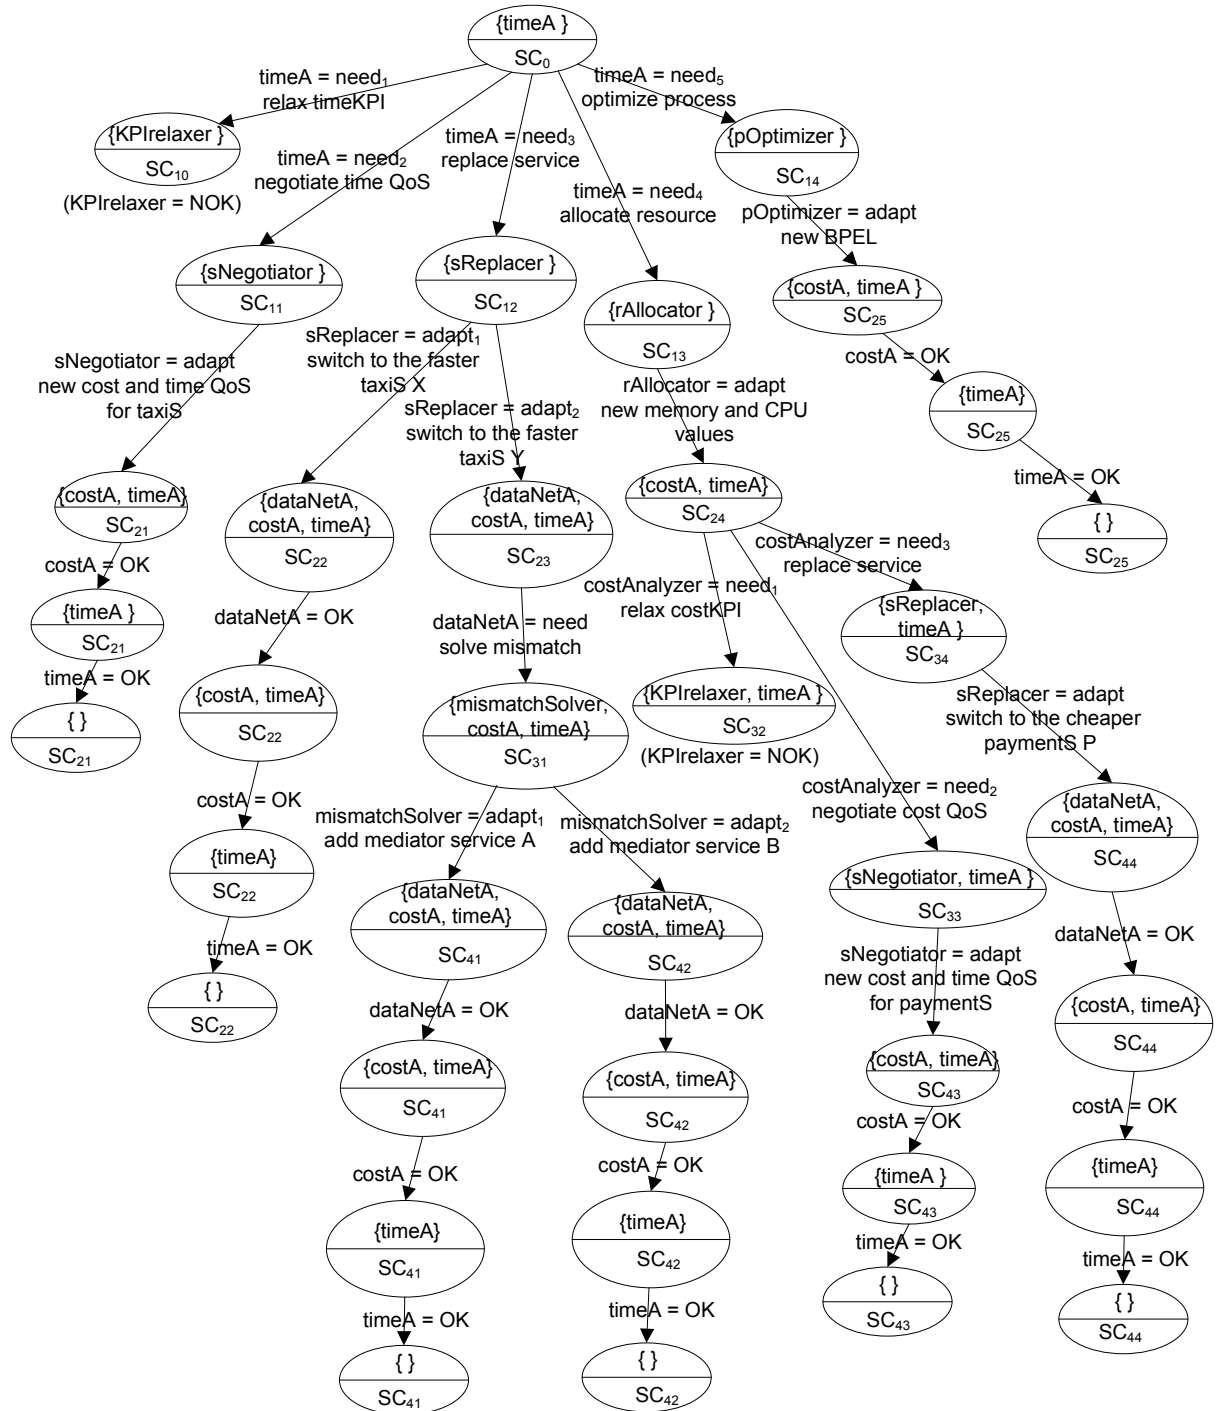 {timeA }
SC₀
timeA = need₁
relax timeKPI
timeA = need₅
optimize process
{KPIrelaxer }
SC₁₀
(KPIrelaxer = NOK)
timeA = need₂
negotiate time QoS
timeA = need₃
replace service
timeA = need₄
allocate resource
{pOptimizer }
SC₁₄
pOptimizer = adapt
new BPEL
{sNegotiator }
SC₁₁
{sReplacer }
SC₁₂
{rAllocator }
SC₁₃
{costA, timeA }
SC₂₅
costA = OK
{timeA}
SC₂₅
timeA = OK
{ }
SC₂₅
sNegotiator = adapt
new cost and time QoS
for taxiS
sReplacer = adapt₁
switch to the faster
taxiS X
sReplacer = adapt₂
switch to the faster
taxiS Y
rAllocator = adapt
new memory and CPU
values
{costA, timeA}
SC₂₁
costA = OK
{timeA }
SC₂₁
timeA = OK
{ }
SC₂₁
{dataNetA,
costA, timeA}
SC₂₂
dataNetA = OK
{costA, timeA}
SC₂₂
costA = OK
{timeA}
SC₂₂
timeA = OK
{ }
SC₂₂
{dataNetA,
costA, timeA}
SC₂₃
dataNetA = need
solve mismatch
{mismatchSolver,
costA, timeA}
SC₃₁
mismatchSolver = adapt₁
add mediator service A
mismatchSolver = adapt₂
add mediator service B
{dataNetA,
costA, timeA}
SC₄₁
dataNetA = OK
{costA, timeA}
SC₄₁
costA = OK
{timeA}
SC₄₁
timeA = OK
{ }
SC₄₁
{dataNetA,
costA, timeA}
SC₄₂
dataNetA = OK
{costA, timeA}
SC₄₂
costA = OK
{timeA}
SC₄₂
timeA = OK
{ }
SC₄₂
{costA, timeA}
SC₂₄
costAnalyzer = need₁
relax costKPI
costAnalyzer = need₃
replace service
{KPIrelaxer, timeA }
SC₃₂
(KPIrelaxer = NOK)
costAnalyzer = need₂
negotiate cost QoS
{sNegotiator, timeA }
SC₃₃
sNegotiator = adapt
new cost and time QoS
for paymentS
{costA, timeA}
SC₄₃
costA = OK
{timeA }
SC₄₃
timeA = OK
{ }
SC₄₃
{sReplacer,
timeA }
SC₃₄
sReplacer = adapt
switch to the cheaper
paymentS P
{dataNetA,
costA, timeA}
SC₄₄
dataNetA = OK
{costA, timeA}
SC₄₄
costA = OK
{timeA}
SC₄₄
timeA = OK
{ }
SC₄₄